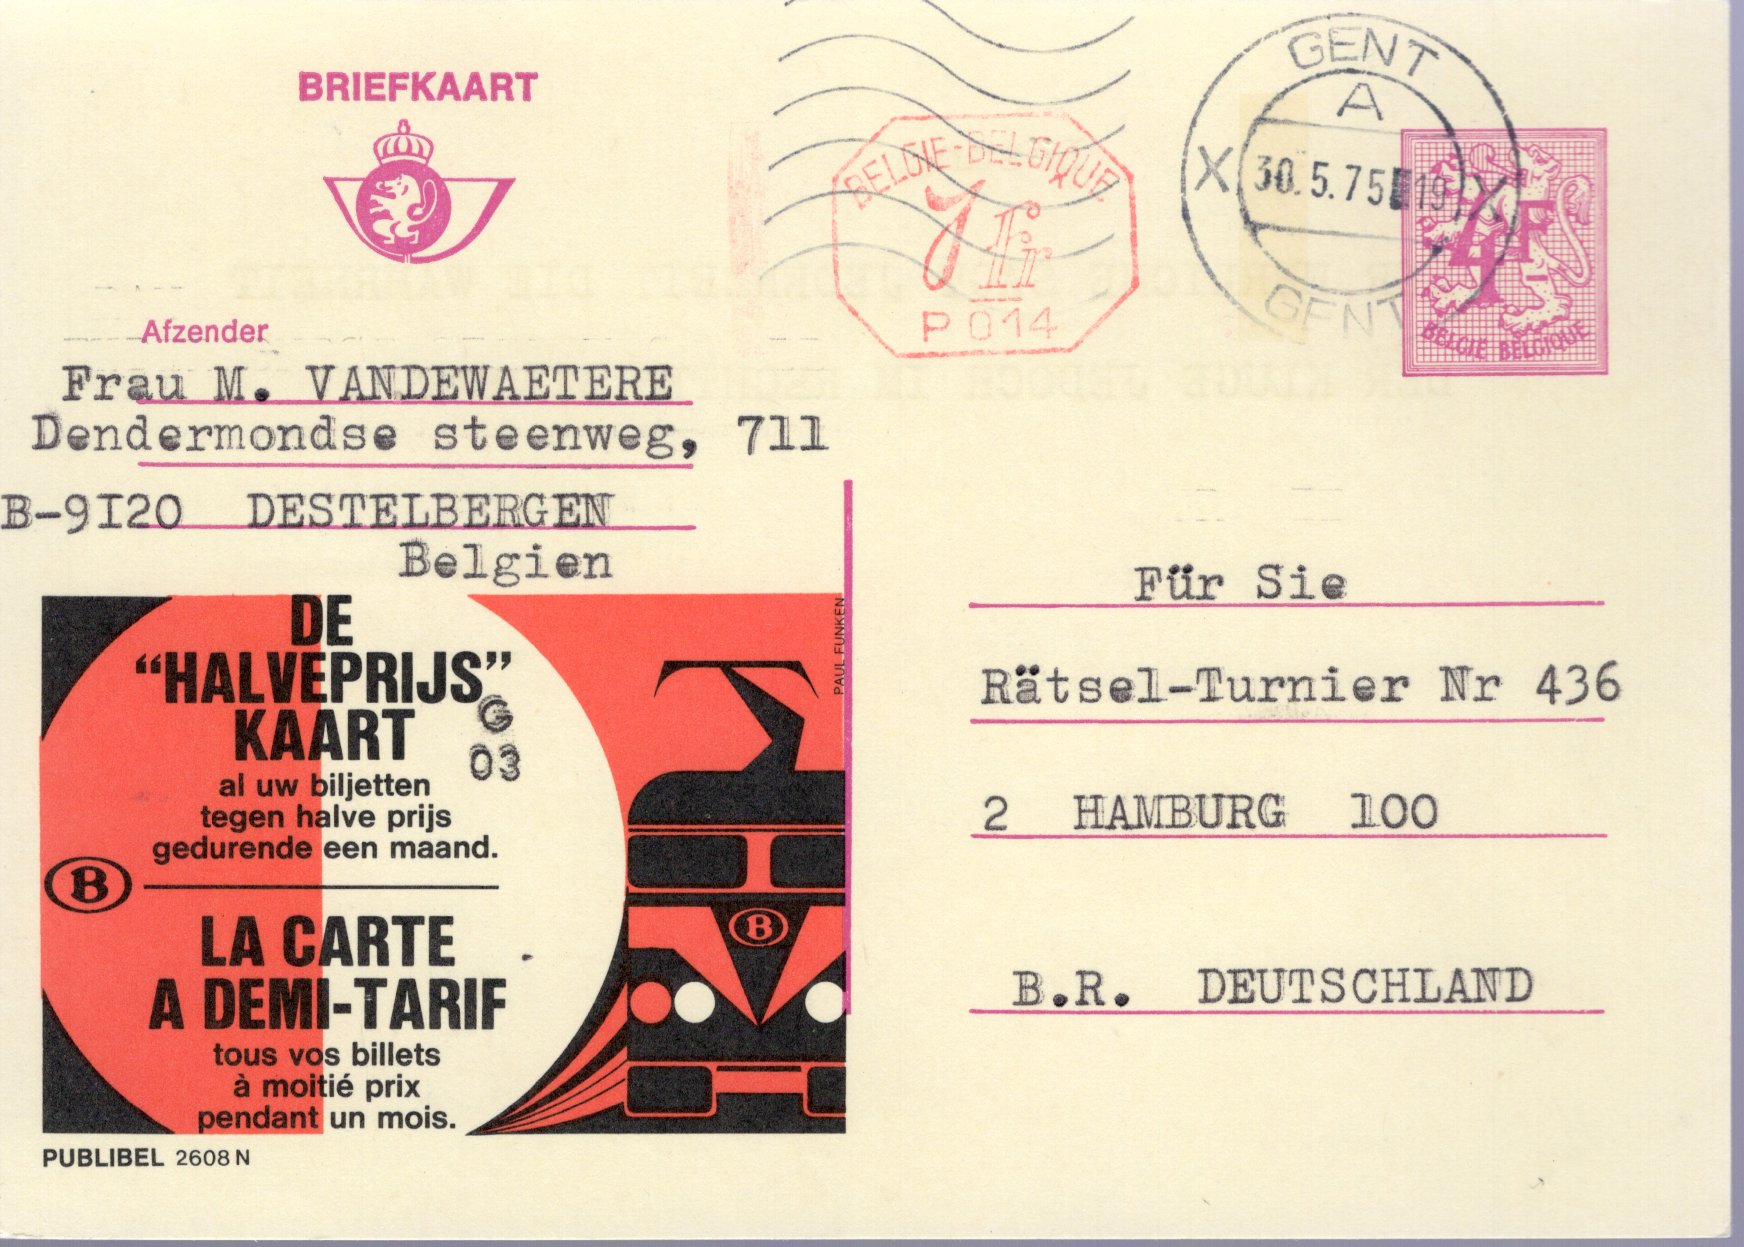 BRIEFKAART
BELGIE-BELGIQUE
1 Fr
P 014
GENT
A
X 30.5.75 19 X
GENT
4F
BELGIË BELGIQUE
Afzender
Frau M. VANDEWAETERE
Dendermondse steenweg, 711
B-9I20 DESTELBERGEN
Belgien
DE
“HALVEPRIJS”
KAART
G
03
al uw biljetten
tegen halve prijs
gedurende een maand.
B
LA CARTE
A DEMI-TARIF
tous vos billets
à moitié prix
pendant un mois.
B
PAUL FUNKEN
PUBLIBEL 2608 N
Für Sie
Rätsel-Turnier Nr 436
2 HAMBURG 100
B.R. DEUTSCHLAND